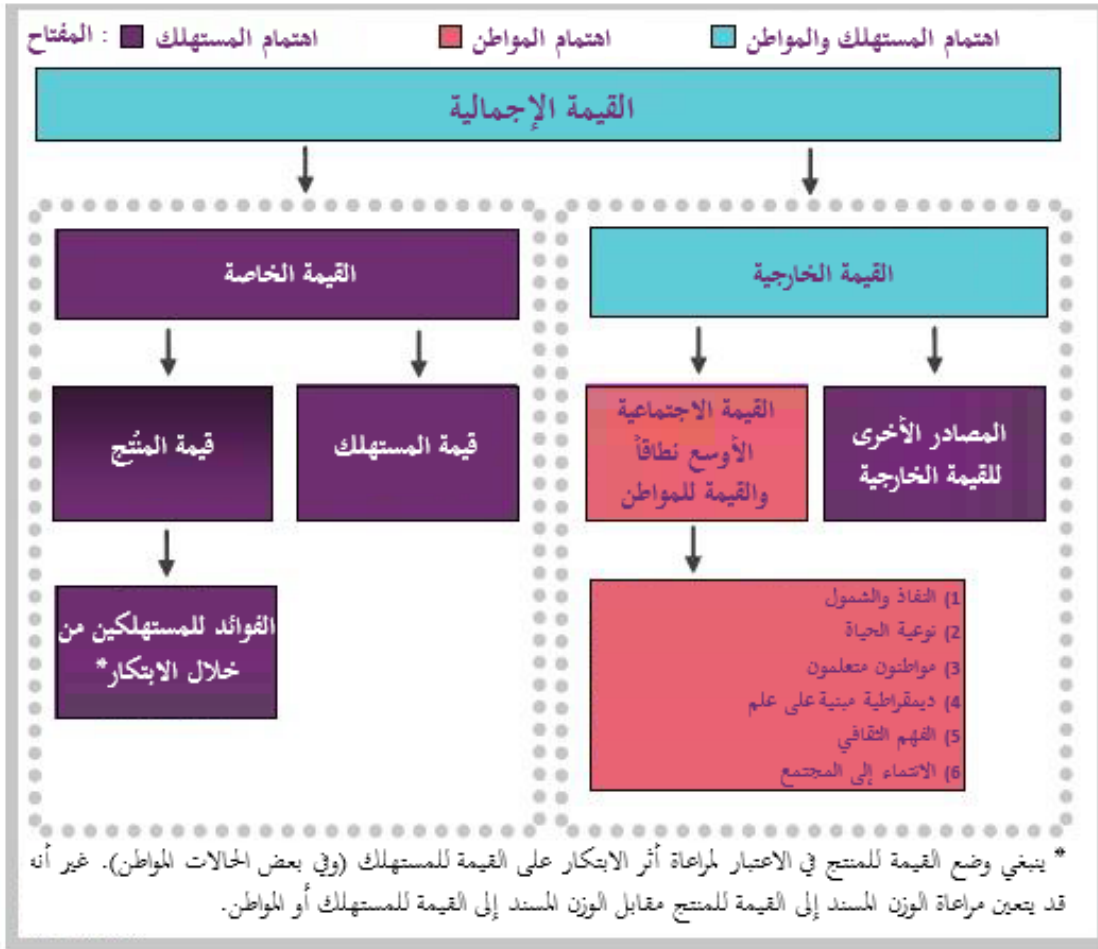 المفتاح : اهتمام المستهلك اهتمام المواطن اهتمام المستهلك والمواطن
القيمة الإجمالية
القيمة الخارجية
القيمة الخاصة
المصادر الأخرى
للقيمة الخارجية
القيمة الاجتماعية
الأوسع نطاقاً
والقيمة للمواطن
قيمة المستهلك
قيمة المنُتج
1) النفاذ والشمول
2) نوعية الحياة
3) مواطنون متعلمون
4) ديمقراطية مبنية على علم
5) الفهم الثقافي
6) الانتماء إلى المجتمع
الفوائد للمستهلكين من
خلال الابتكار*
* ينبغي وضع القيمة للمنتج في الاعتبار لمراعاة أثر الابتكار على القيمة للمستهلك (وفي بعض الحالات المواطن). غير أنه
قد يتعين مراعاة الوزن المسند إلى القيمة للمنتج مقابل الوزن المسند إلى القيمة للمستهلك أو المواطن.